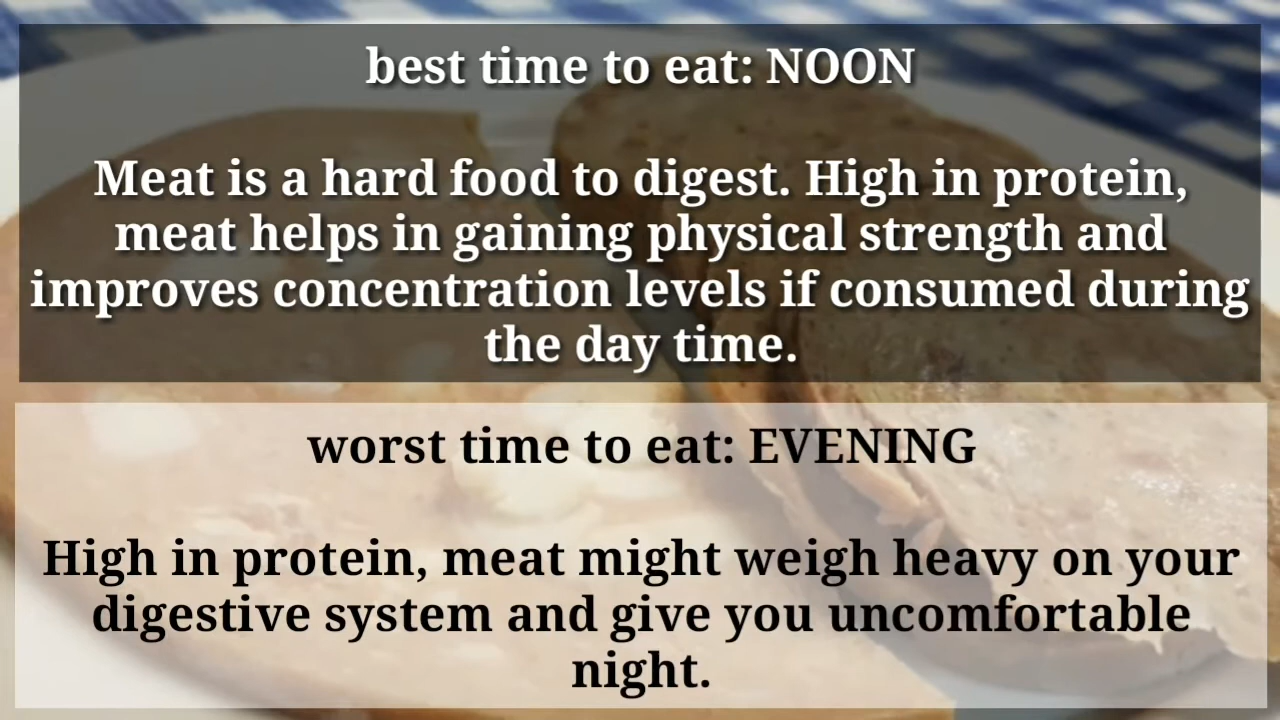 best time to eat: NOON
Meat is a hard food to digest. High in protein,
meat helps in gaining physical strength and
improves concentration levels if consumed during
the day time.
worst time to eat: EVENING
High in protein, meat might weigh heavy on your
digestive system and give you uncomfortable
night.